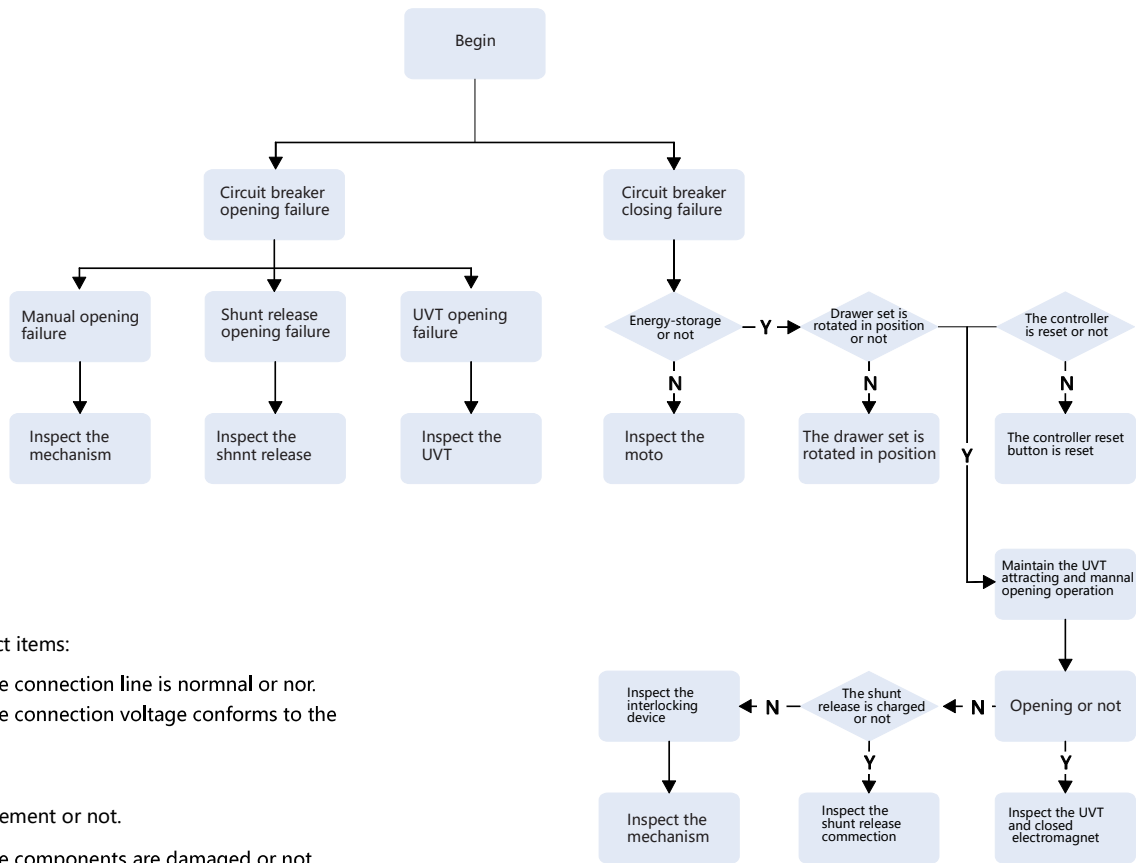 Begin
Circuit breaker
opening failure
Circuit breaker
closing failure
Manual opening
failure
Shunt release
opening failure
UVT opening
failure
Energy-storage
or not
Y
Drawer set is
rotated in position
or not
The controller
is reset or not
N
N
N
Inspect the
mechanism
Inspect the
shnnt release
Inspect the
UVT
Inspect the
moto
The drawer set is
rotated in position
The controller reset
button is reset
Y
Maintain the UVT
attracting and mannal
opening operation
ct items:
e connection line is normnal or nor.
e connection voltage conforms to the
ement or not.
e components are damaged or not
Inspect the
interlocking
device
N
The shunt
release is charged
or not
N
Opening or not
Y
Y
Inspect the
mechanism
Inspect the
shunt release
commection
Inspect the UVT
and closed
electromagnet